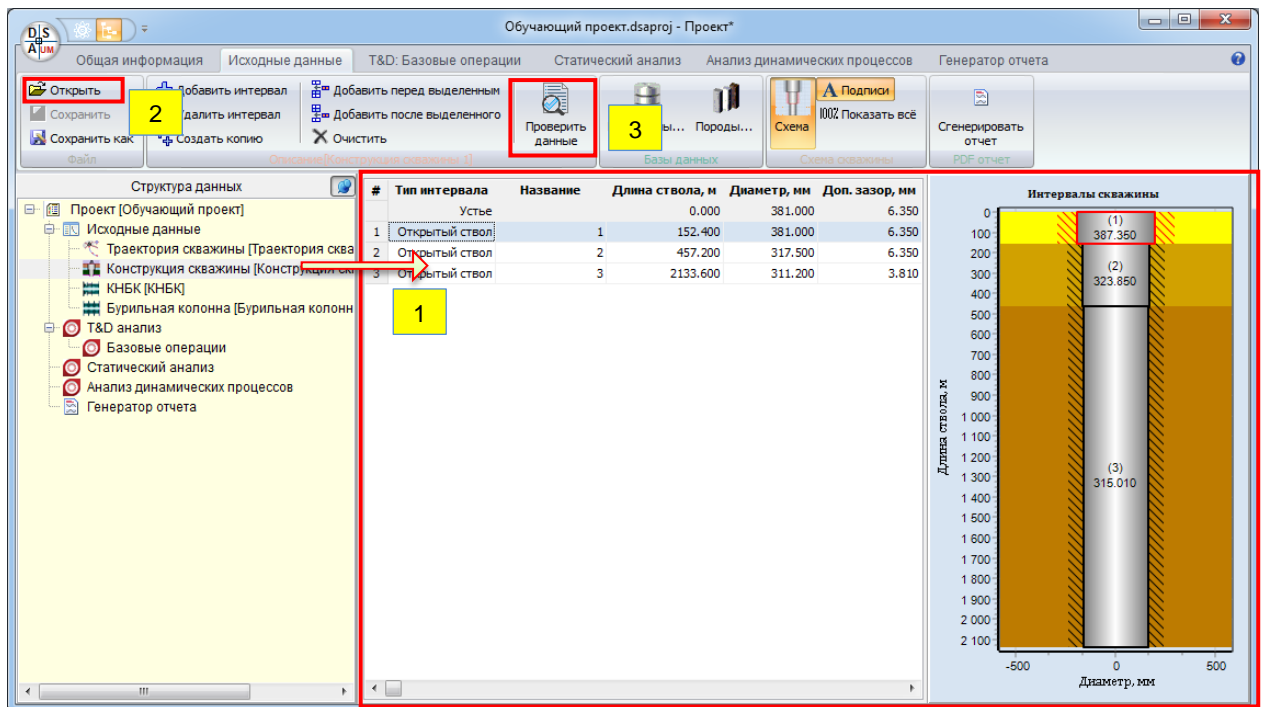 Обучающий проект.dsaproj - Проект*
DS
AUM
Общая информация Исходные данные T&D: Базовые операции Статический анализ Анализ динамических процессов Генератор отчета
Открыть
Сохранить
Сохранить как
Файл
2
Добавить интервал
Удалить интервал
Создать копию
Добавить перед выделенным
Добавить после выделенного
Очистить
Описание[Конструкция скважины 1]
Проверить
данные
3
Породы...
Базы данных
Схема
Подписи
100% Показать всё
Схема скважины
Сгенерировать
отчет
PDF отчет
Структура данных
Проект [Обучающий проект]
Исходные данные
Траектория скважины [Траектория сква
Конструкция скважины [Конструкция ск
КНБК [КНБК]
Бурильная колонна [Бурильная колонн
T&D анализ
Базовые операции
Статический анализ
Анализ динамических процессов
Генератор отчета
# Тип интервала Название Длина ствола, м Диаметр, мм Доп. зазор, мм
Устье 0.000 381.000 6.350
1 Открытый ствол 1 152.400 381.000 6.350
2 Открытый ствол 2 457.200 317.500 6.350
3 Открытый ствол 3 2133.600 311.200 3.810
1
Интервалы скважины
Длина ствола, м
0
100
200
300
400
500
600
700
800
900
1 000
1 100
1 200
1 300
1 400
1 500
1 600
1 700
1 800
1 900
2 000
2 100
(1)
387.350
(2)
323.850
(3)
315.010
-500 0 500
Диаметр, мм